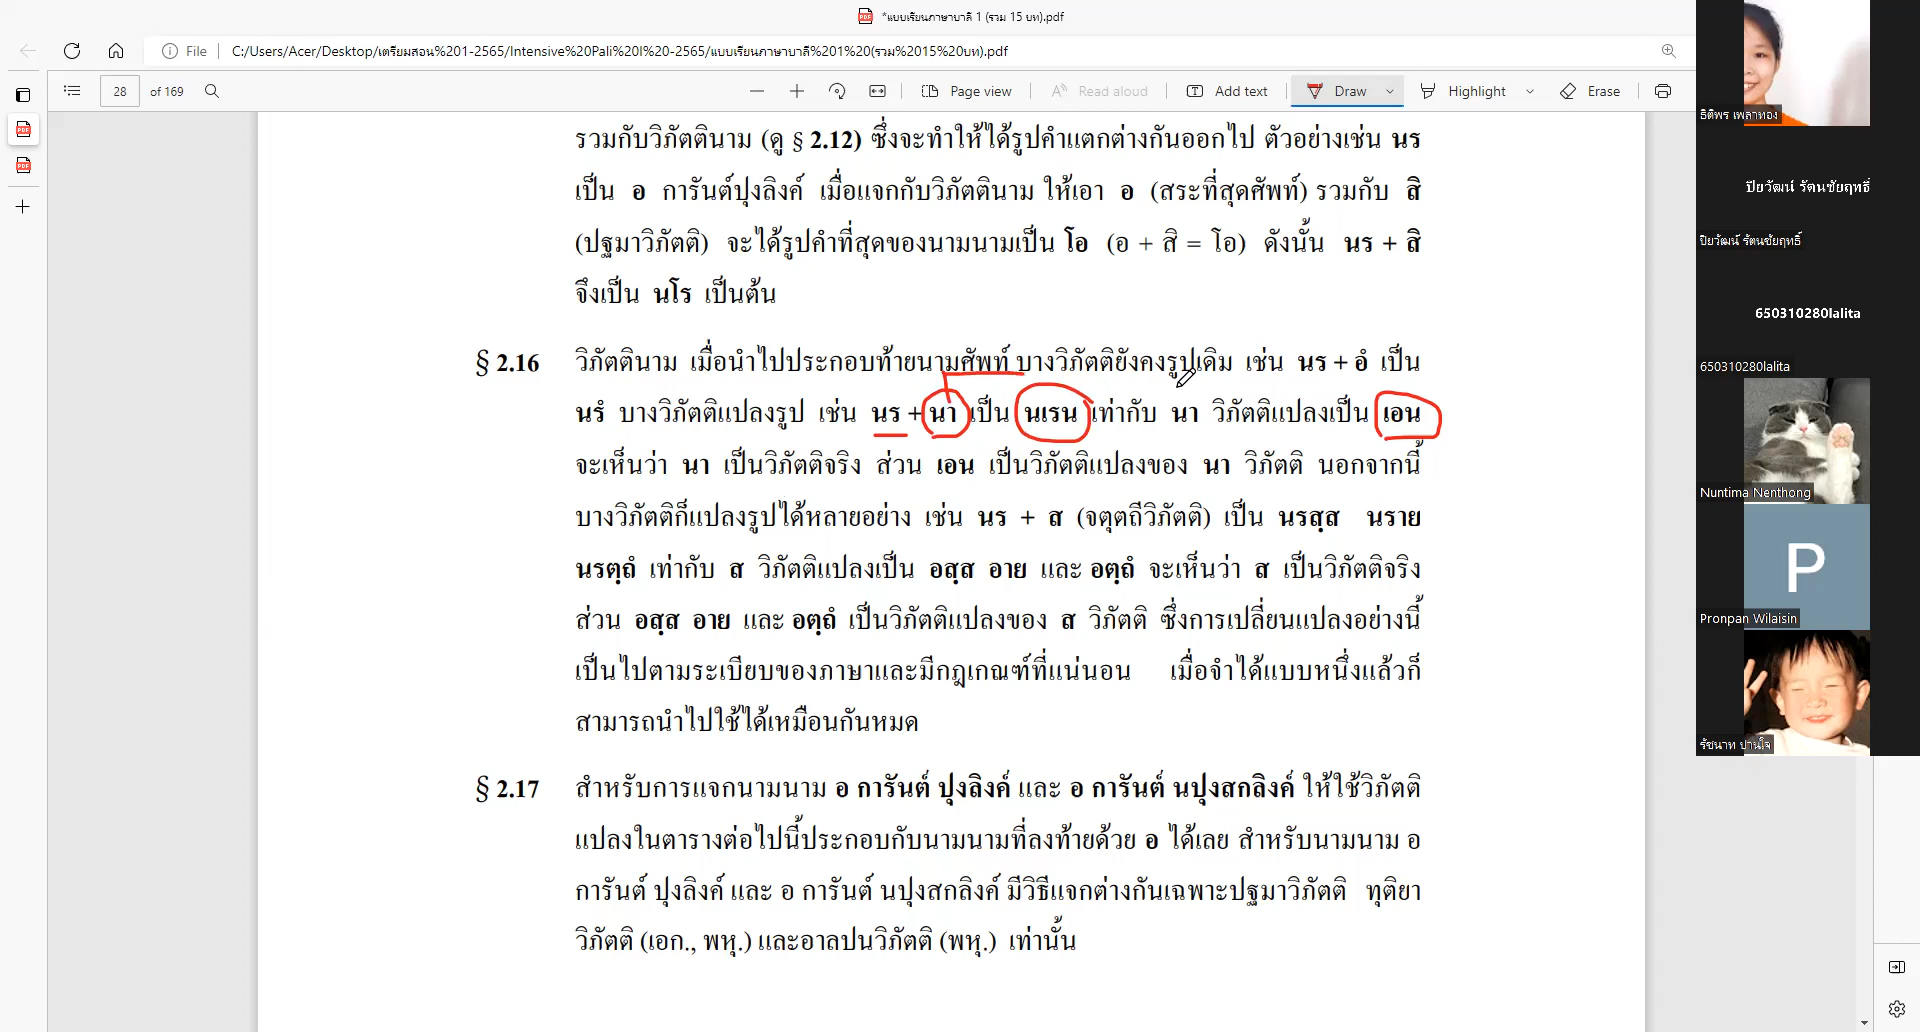 *แบบเรียนภาษาบาลี 1 (รวม 15 บท).pdf
File
C:/Users/Acer/Desktop/เตรียมสอน%201-2565/Intensive%20Pali%20I%20-2565/แบบเรียนภาษาบาลี%201%20(รวม%2015%20บท).pdf
28 of 169
Page view
Read aloud
Add text
Draw
Highlight
Erase
รวมกับวิภัตตินาม (ดู § 2.12) ซึ่งจะทำให้ได้รูปคำแตกต่างกันออกไป ตัวอย่างเช่น นร
เป็น อ การันต์ปุงลิงค์ เมื่อแจกกับวิภัตตินาม ให้เอา อ (สระที่สุดศัพท์) รวมกับ สิ
(ปฐมาวิภัตติ) จะได้รูปคำที่สุดของนามนามเป็น โอ (อ + สิ = โอ) ดังนั้น นร + สิ
จึงเป็น นโร เป็นต้น
§ 2.16 วิภัตตินาม เมื่อนำไปประกอบท้ายนามศัพท์ บางวิภัตติยังคงรูปเดิม เช่น นร + อํ เป็น
นรํ บางวิภัตติแปลงรูป เช่น นร + นา เป็น นเรน เท่ากับ นา วิภัตติแปลงเป็น เอน
จะเห็นว่า นา เป็นวิภัตติจริง ส่วน เอน เป็นวิภัตติแปลงของ นา วิภัตติ นอกจากนี้
บางวิภัตติก็แปลงรูปได้หลายอย่าง เช่น นร + ส (จตุตถีวิภัตติ) เป็น นรสฺส นราย
นรตฺถํ เท่ากับ ส วิภัตติแปลงเป็น อสฺส อาย และ อตฺถํ จะเห็นว่า ส เป็นวิภัตติจริง
ส่วน อสฺส อาย และ อตฺถํ เป็นวิภัตติแปลงของ ส วิภัตติ ซึ่งการเปลี่ยนแปลงอย่างนี้
เป็นไปตามระเบียบของภาษาและมีกฎเกณฑ์ที่แน่นอน เมื่อจำได้แบบหนึ่งแล้วก็
สามารถนำไปใช้ได้เหมือนกันหมด
§ 2.17 สำหรับการแจกนามนาม อ การันต์ ปุงลิงค์ และ อ การันต์ นปุงสกลิงค์ ให้ใช้วิภัตติ
แปลงในตารางต่อไปนี้ประกอบกับนามนามที่ลงท้ายด้วย อ ได้เลย สำหรับนามนาม อ
การันต์ ปุงลิงค์ และ อ การันต์ นปุงสกลิงค์ มีวิธีแจกต่างกันเฉพาะปฐมาวิภัตติ ทุติยา
วิภัตติ (เอก., พหุ.) และอาลปนวิภัตติ (พหุ.) เท่านั้น
ธิติพร เพลาทอง
ปิยวัฒน์ รัตนชัยฤทธิ์
ปิยวัฒน์ รัตนชัยฤทธิ์
650310280lalita
650310280lalita
Nuntima Nenthong
P
Pronpan Wilaisin
รัชนาท ปานใจ